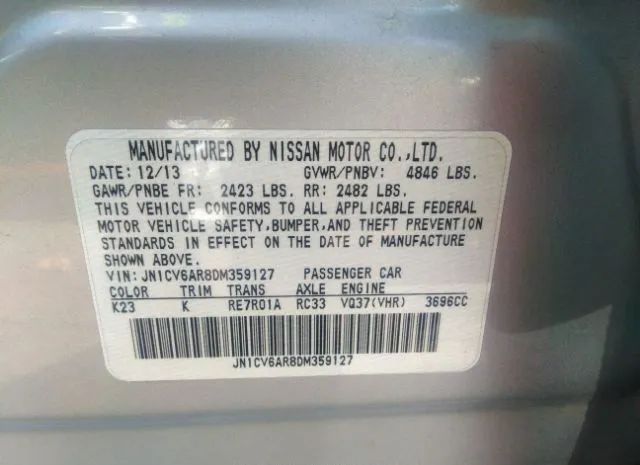 MANUFACTURED BY NISSAN MOTOR CO.,LTD.
DATE: 12/13 GVWR/PNBV: 4846 LBS.
GAWR/PNBE FR: 2423 LBS. RR: 2482 LBS.
THIS VEHICLE CONFORMS TO ALL APPLICABLE FEDERAL
MOTOR VEHICLE SAFETY,BUMPER,AND THEFT PREVENTION
STANDARDS IN EFFECT ON THE DATE OF MANUFACTURE
SHOWN ABOVE.
VIN: JN1CV6AR8DM359127 PASSENGER CAR
COLOR TRIM TRANS AXLE ENGINE
K23 K RE7R01A RC33 VQ37(VHR) 3696CC
JN1CV6AR8DM359127